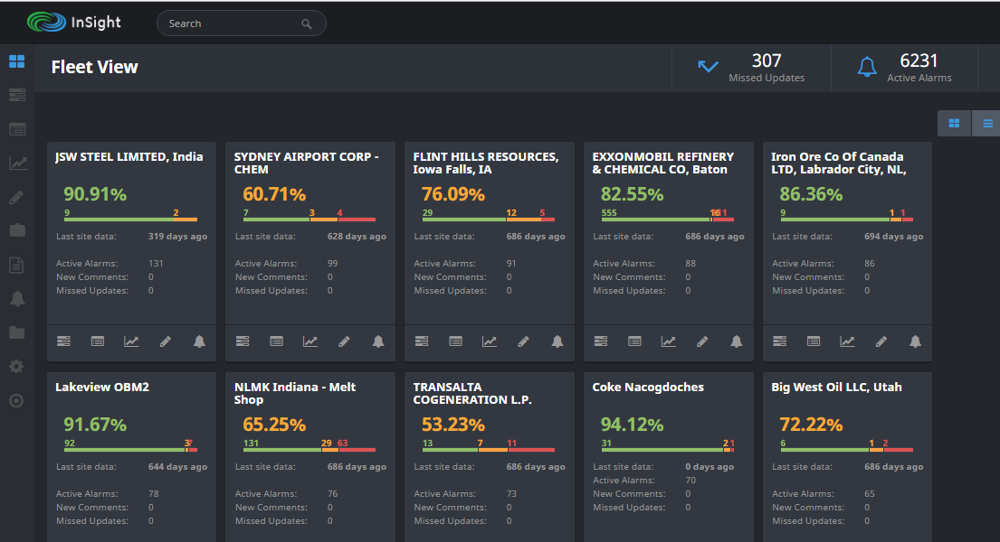 InSight
Search
Fleet View
307
Missed Updates
6231
Active Alarms
JSW STEEL LIMITED, India
90.91%
9 2
Last site data: 319 days ago
Active Alarms: 131
New Comments: 0
Missed Updates: 0
SYDNEY AIRPORT CORP -
CHEM
60.71%
7 3 4
Last site data: 628 days ago
Active Alarms: 99
New Comments: 0
Missed Updates: 0
FLINT HILLS RESOURCES,
Iowa Falls, IA
76.09%
29 12 5
Last site data: 686 days ago
Active Alarms: 91
New Comments: 0
Missed Updates: 0
EXXONMOBIL REFINERY
& CHEMICAL CO, Baton
82.55%
555
Last site data: 686 days ago
Active Alarms: 88
New Comments: 0
Missed Updates: 0
Iron Ore Co Of Canada
LTD, Labrador City, NL,
86.36%
9 1 1
Last site data: 694 days ago
Active Alarms: 86
New Comments: 0
Missed Updates: 0
Lakeview OBM2
91.67%
92 3 7
Last site data: 644 days ago
Active Alarms: 78
New Comments: 0
Missed Updates: 0
NLMK Indiana - Melt
Shop
65.25%
131 29 63
Last site data: 686 days ago
Active Alarms: 76
New Comments: 0
Missed Updates: 0
TRANSALTA
COGENERATION L.P.
53.23%
13 7 11
Last site data: 686 days ago
Active Alarms: 73
New Comments: 0
Missed Updates: 0
Coke Nacogdoches
94.12%
31 2 1
Last site data: 0 days ago
Active Alarms: 70
New Comments: 0
Missed Updates: 0
Big West Oil LLC, Utah
72.22%
6 1 2
Last site data: 686 days ago
Active Alarms: 65
New Comments: 0
Missed Updates: 0